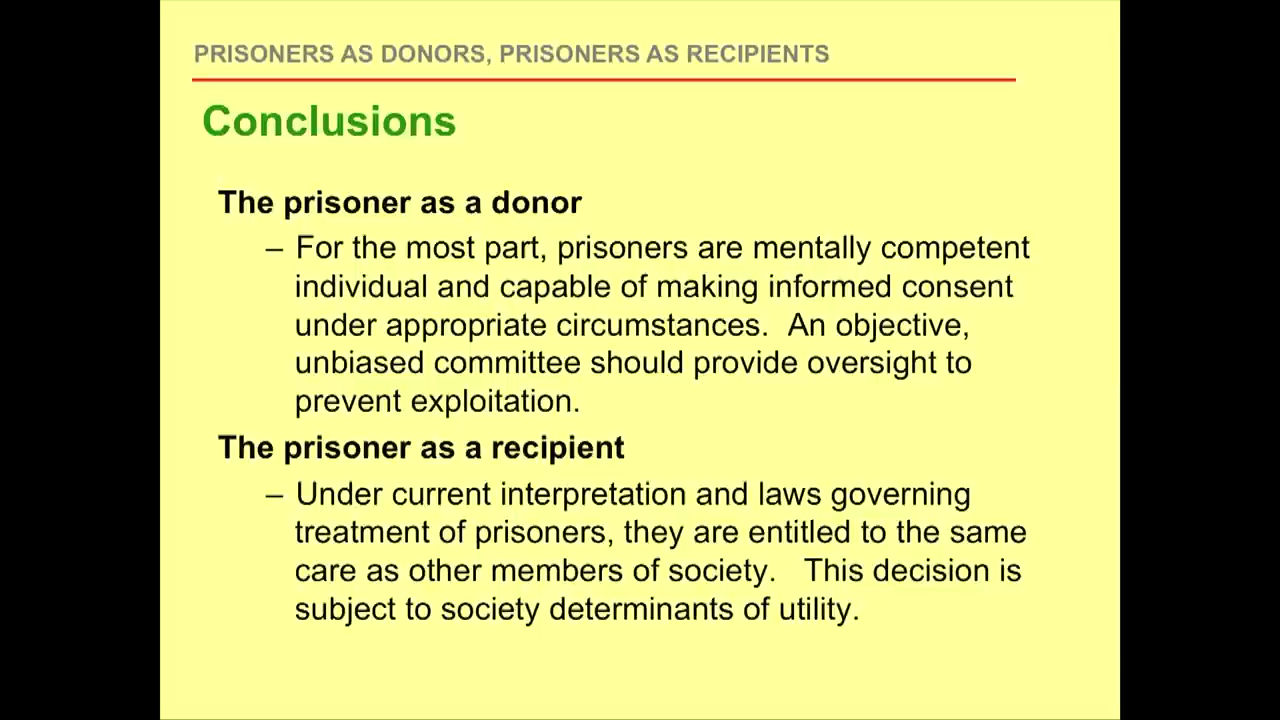 PRISONERS AS DONORS, PRISONERS AS RECIPIENTS
Conclusions
The prisoner as a donor
– For the most part, prisoners are mentally competent
individual and capable of making informed consent
under appropriate circumstances. An objective,
unbiased committee should provide oversight to
prevent exploitation.
The prisoner as a recipient
– Under current interpretation and laws governing
treatment of prisoners, they are entitled to the same
care as other members of society. This decision is
subject to society determinants of utility.